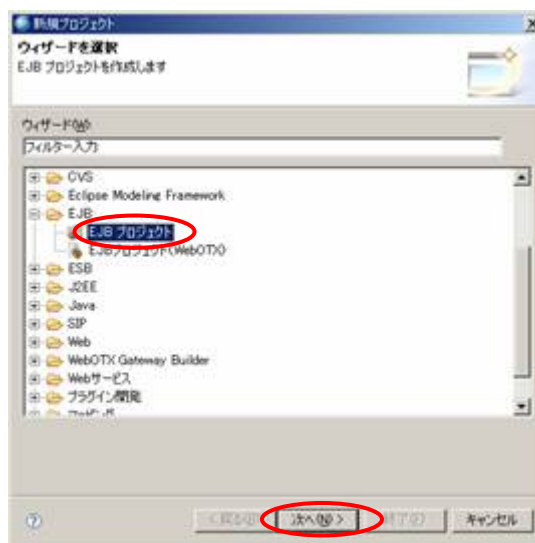 新規プロジェクト
ウィザードを選択
EJB プロジェクトを作成します
ウィザード(W)
フィルター入力
CVS
Eclipse Modeling Framework
EJB
EJB プロジェクト
EJBプロジェクト(WebOTX)
ESB
J2EE
Java
SIP
Web
WebOTX Gateway Builder
Webサービス
プラグイン開発
次へ(N) >
キャンセル